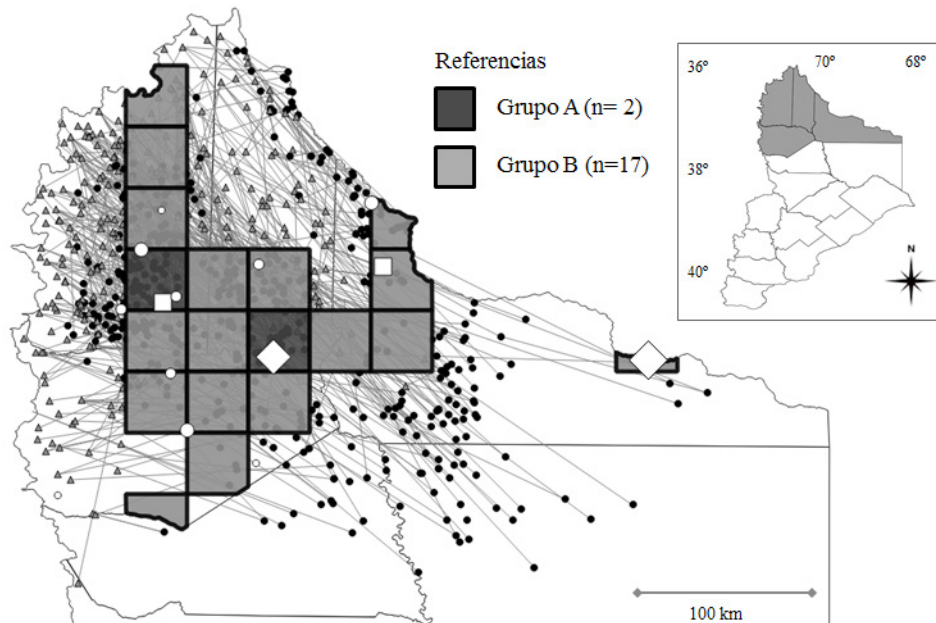 Referencias
Grupo A (n= 2)
Grupo B (n=17)
36°
70°
68°
38°
40°
N
100 km